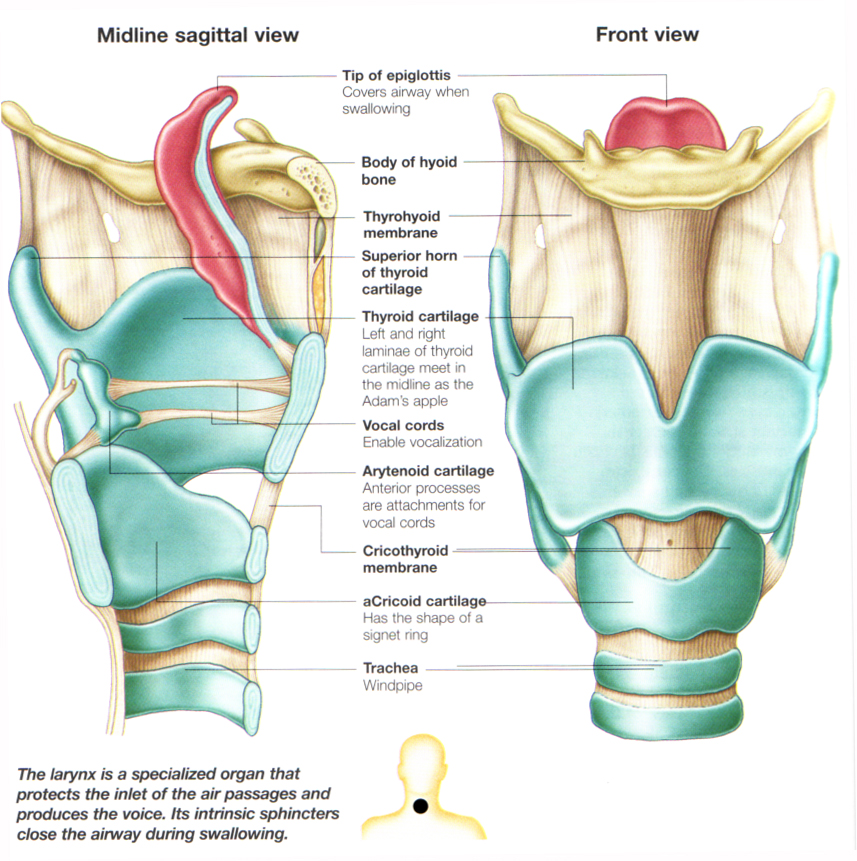 Midline sagittal view
Front view
Tip of epiglottis
Covers airway when
swallowing
Body of hyoid
bone
Thyrohyoid
membrane
Superior horn
of thyroid
cartilage
Thyroid cartilage
Left and right
laminae of thyroid
cartilage meet in
the midline as the
Adam's apple
Vocal cords
Enable vocalization
Arytenoid cartilage
Anterior processes
are attachments for
vocal cords
Cricothyroid
membrane
aCricoid cartilage
Has the shape of a
signet ring
Trachea
Windpipe
The larynx is a specialized organ that
protects the inlet of the air passages and
produces the voice. Its intrinsic sphincters
close the airway during swallowing.